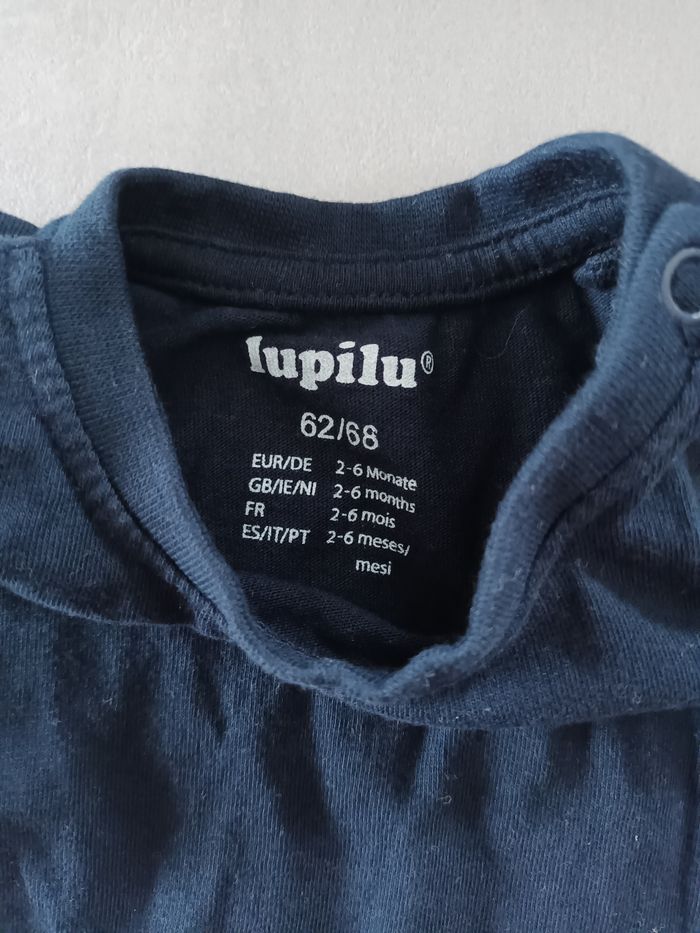 lupilu®
62/68
EUR/DE 2-6 Monate
GB/IE/NI 2-6 months
FR 2-6 mois
ES/IT/PT 2-6 meses/
mesi